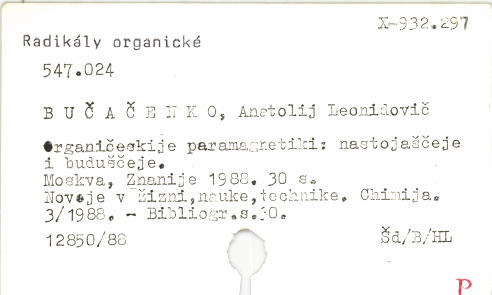 X-932.297
Radikály organické
547.024
B U Č A Č E N K O, Anatolij Leonidovič
Organičeskije paramagnetiki: nastojaščeje
i buduščeje.
Moskva, Znanije 1988. 30 s.
Novoje v žizni,nauke,technike. Chimija.
3/1988. - Bibliogr.s.30.
12850/88 Šd/B/HL
P